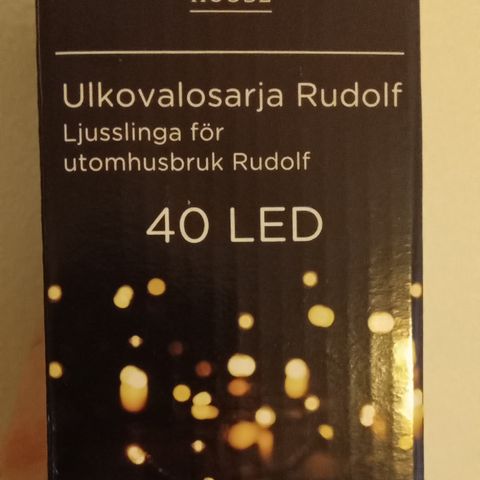 Ulkovalosarja Rudolf
Ljusslinga för
utomhusbruk Rudolf
40 LED